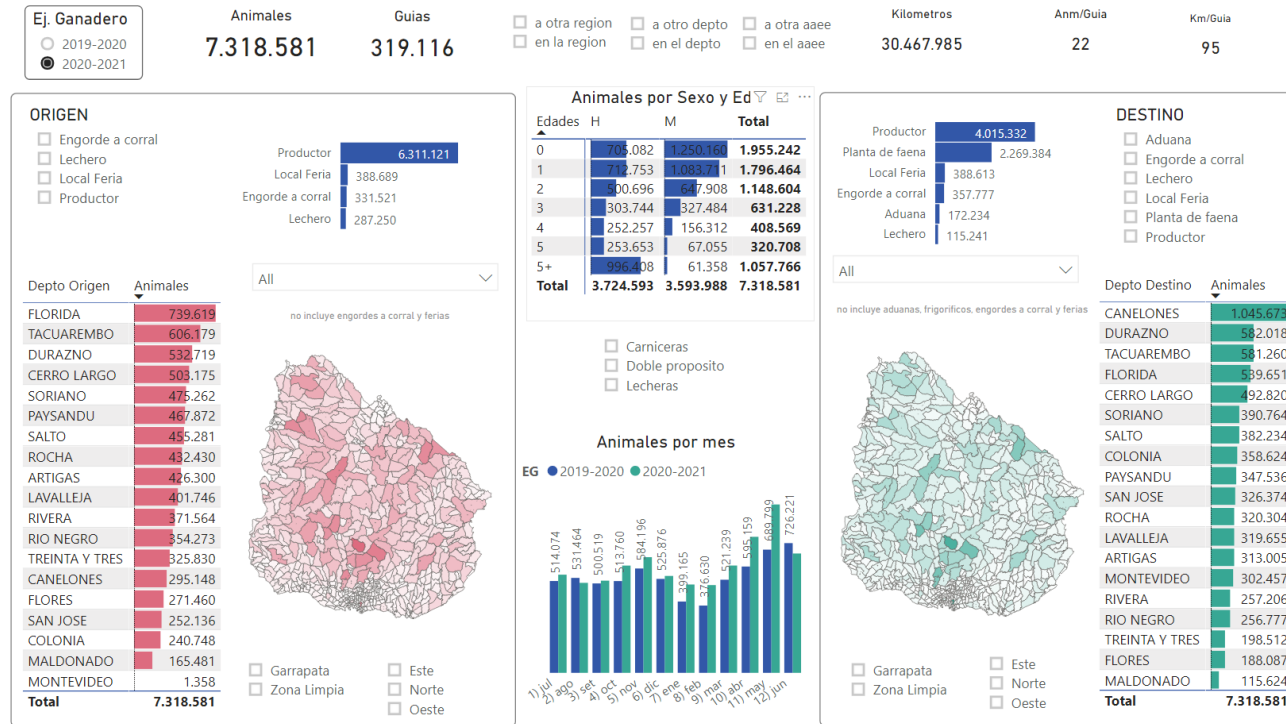 Ej. Ganadero
2019-2020
2020-2021
Animales
7.318.581
Guias
319.116
a otra region
en la region
a otro depto
en el depto
a otra aaee
en el aaee
Kilometros
30.467.985
Anm/Guia
22
Km/Guia
95
ORIGEN
Engorde a corral
Lechero
Local Feria
Productor
Productor 6.311.121
Local Feria 388.689
Engorde a corral 331.521
Lechero 287.250
All
no incluye engordes a corral y ferias
Depto Origen Animales
FLORIDA 739.619
TACUAREMBO 606.179
DURAZNO 532.719
CERRO LARGO 503.175
SORIANO 475.262
PAYSANDU 467.872
SALTO 455.281
ROCHA 432.430
ARTIGAS 426.300
LAVALLEJA 401.746
RIVERA 371.564
RIO NEGRO 354.273
TREINTA Y TRES 325.830
CANELONES 295.148
FLORES 271.460
SAN JOSE 252.136
COLONIA 240.748
MALDONADO 165.481
MONTEVIDEO 1.358
Total 7.318.581
Garrapata
Zona Limpia
Este
Norte
Oeste
Animales por Sexo y Ed
Edades H M Total
0 705.082 1.250.160 1.955.242
1 712.753 1.083.711 1.796.464
2 500.696 647.908 1.148.604
3 303.744 327.484 631.228
4 252.257 156.312 408.569
5 253.653 67.055 320.708
5+ 996.408 61.358 1.057.766
Total 3.724.593 3.593.988 7.318.581
Carniceras
Doble proposito
Lecheras
Animales por mes
EG 2019-2020 2020-2021
514.074
531.464
500.519
513.760
584.196
525.876
399.165
376.630
521.239
595.159
689.799
726.221
1) jul
2) ago
3) set
4) oct
5) nov
6) dic
7) ene
8) feb
9) mar
10) abr
11) may
12) jun
DESTINO
Productor 4.015.332
Planta de faena 2.269.384
Local Feria 388.613
Engorde a corral 357.777
Aduana 172.234
Lechero 115.241
Aduana
Engorde a corral
Lechero
Local Feria
Planta de faena
Productor
All
no incluye aduanas, frigorificos, engordes a corral y ferias
Depto Destino Animales
CANELONES 1.045.673
DURAZNO 582.018
TACUAREMBO 581.260
FLORIDA 539.651
CERRO LARGO 492.820
SORIANO 390.764
SALTO 382.234
COLONIA 358.624
PAYSANDU 347.536
SAN JOSE 326.374
ROCHA 320.304
LAVALLEJA 319.655
ARTIGAS 313.005
MONTEVIDEO 302.457
RIVERA 257.206
RIO NEGRO 256.777
TREINTA Y TRES 198.512
FLORES 188.087
MALDONADO 115.624
Total 7.318.581
Garrapata
Zona Limpia
Este
Norte
Oeste